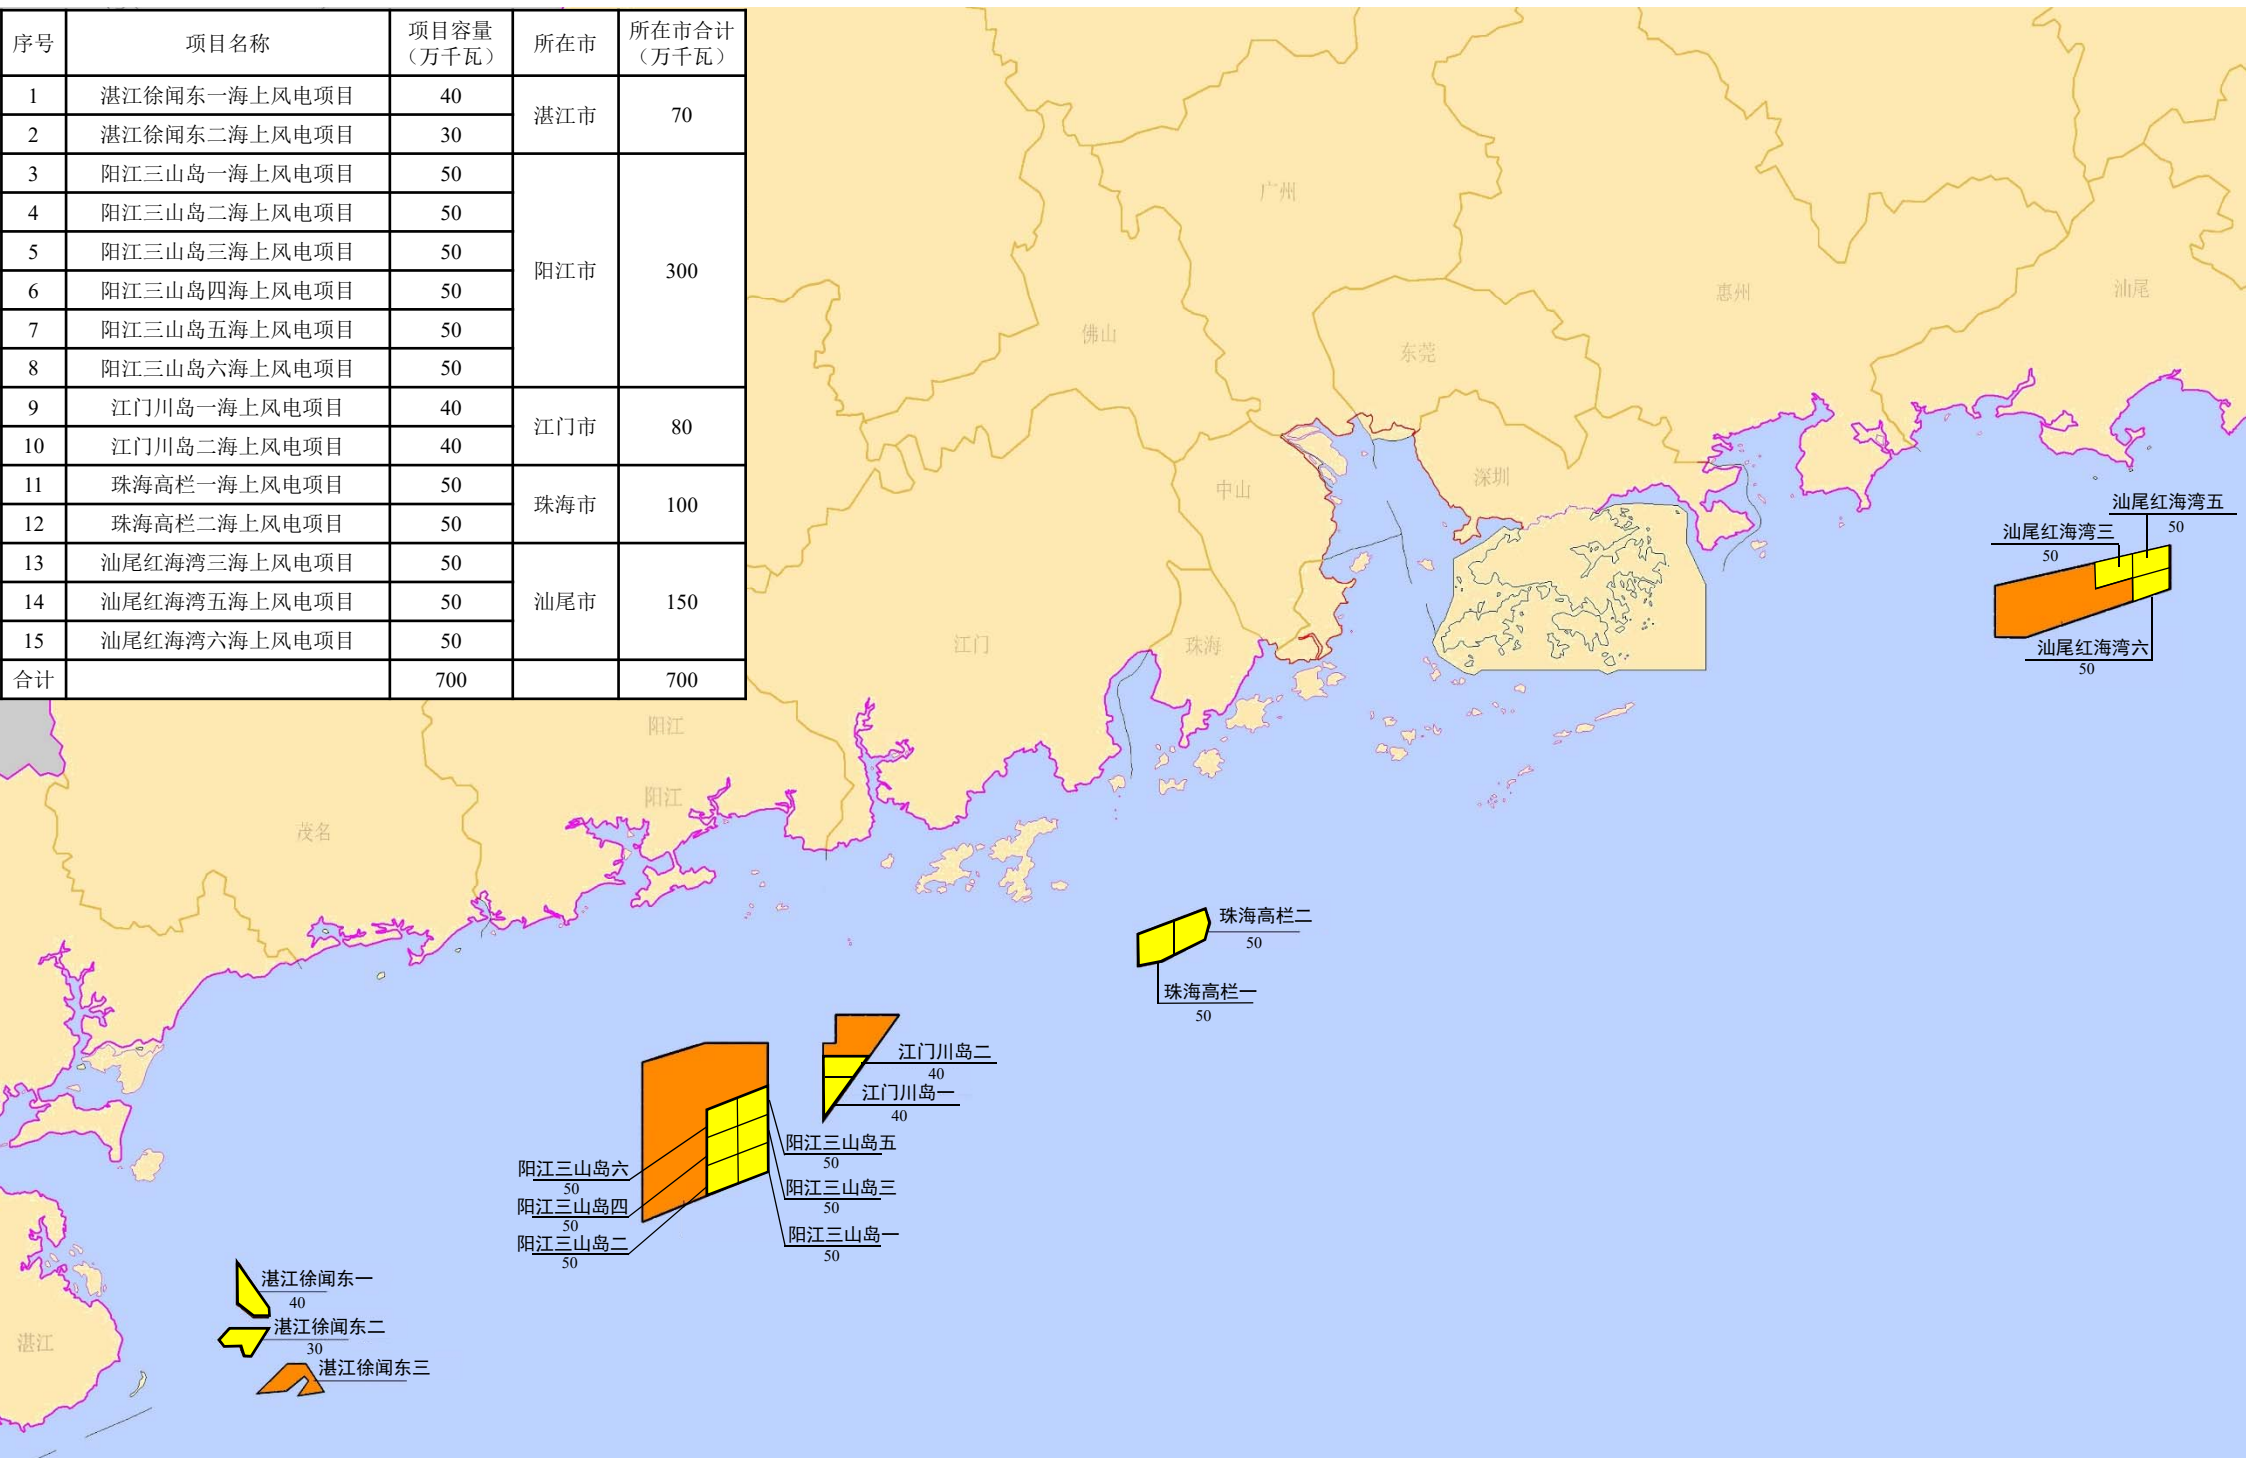 序号 项目名称 项目容量（万千瓦） 所在市 所在市合计（万千瓦）
1 湛江徐闻东一海上风电项目 40 湛江市 70
2 湛江徐闻东二海上风电项目 30
3 阳江三山岛一海上风电项目 50 阳江市 300
4 阳江三山岛二海上风电项目 50
5 阳江三山岛三海上风电项目 50
6 阳江三山岛四海上风电项目 50
7 阳江三山岛五海上风电项目 50
8 阳江三山岛六海上风电项目 50
9 江门川岛一海上风电项目 40 江门市 80
10 江门川岛二海上风电项目 40
11 珠海高栏一海上风电项目 50 珠海市 100
12 珠海高栏二海上风电项目 50
13 汕尾红海湾三海上风电项目 50 汕尾市 150
14 汕尾红海湾五海上风电项目 50
15 汕尾红海湾六海上风电项目 50
合计 700 700
广州
惠州
汕尾
佛山
东莞
深圳
中山
江门
珠海
阳江
阳江
茂名
湛江
汕尾红海湾五
50
汕尾红海湾三
50
汕尾红海湾六
50
珠海高栏二
50
珠海高栏一
50
江门川岛二
40
江门川岛一
40
阳江三山岛五
50
阳江三山岛六
50
阳江三山岛三
50
阳江三山岛四
50
阳江三山岛一
50
阳江三山岛二
50
湛江徐闻东一
40
湛江徐闻东二
30
湛江徐闻东三